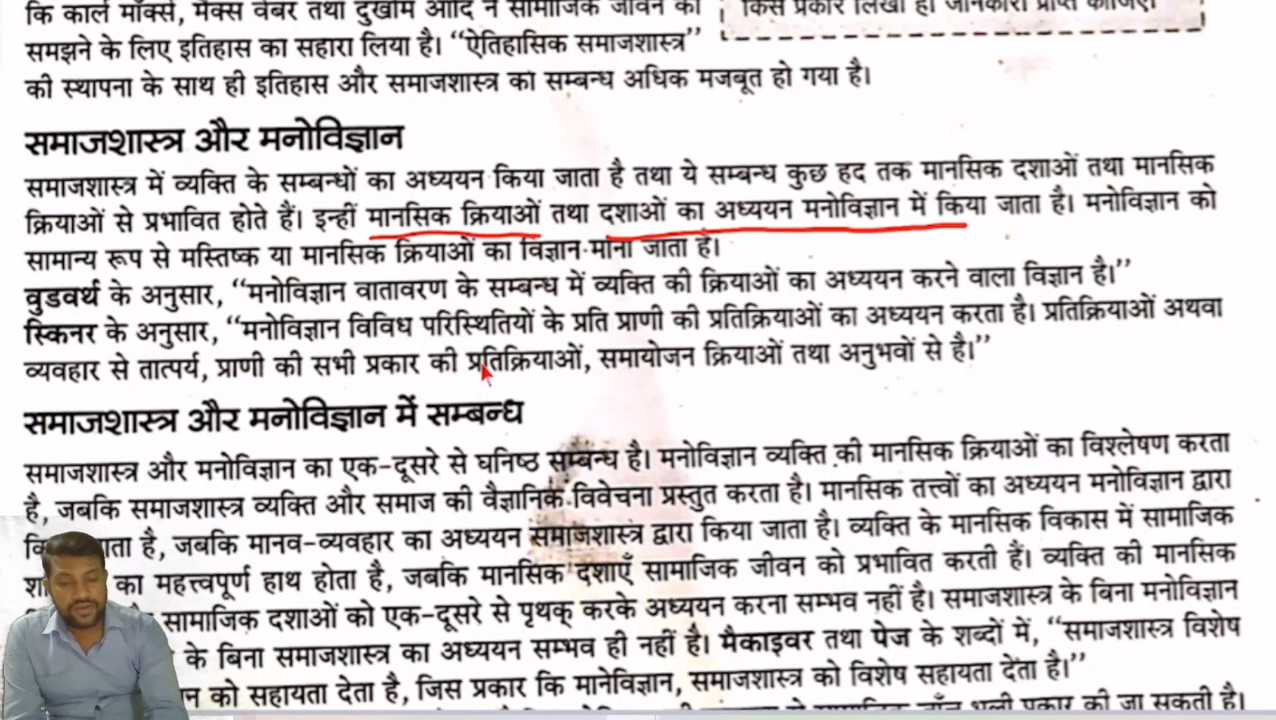 कि कार्ल मॉर्क्स, मैक्स वेबर तथा दुर्खीम आदि ने सामाजिक जीवन को
किस प्रकार लिखा है। जानकारी प्राप्त कीजिए।
समझने के लिए इतिहास का सहारा लिया है। “ऐतिहासिक समाजशास्त्र”
की स्थापना के साथ ही इतिहास और समाजशास्त्र का सम्बन्ध अधिक मजबूत हो गया है।
समाजशास्त्र और मनोविज्ञान
समाजशास्त्र में व्यक्ति के सम्बन्धों का अध्ययन किया जाता है तथा ये सम्बन्ध कुछ हद तक मानसिक दशाओं तथा मानसिक
क्रियाओं से प्रभावित होते हैं। इन्हीं मानसिक क्रियाओं तथा दशाओं का अध्ययन मनोविज्ञान में किया जाता है। मनोविज्ञान को
सामान्य रूप से मस्तिष्क या मानसिक क्रियाओं का विज्ञान माना जाता है।
वुडवर्थ के अनुसार, “मनोविज्ञान वातावरण के सम्बन्ध में व्यक्ति की क्रियाओं का अध्ययन करने वाला विज्ञान है।”
स्किनर के अनुसार, “मनोविज्ञान विविध परिस्थितियों के प्रति प्राणी की प्रतिक्रियाओं का अध्ययन करता है। प्रतिक्रियाओं अथवा
व्यवहार से तात्पर्य, प्राणी की सभी प्रकार की प्रतिक्रियाओं, समायोजन क्रियाओं तथा अनुभवों से है।”
समाजशास्त्र और मनोविज्ञान में सम्बन्ध
समाजशास्त्र और मनोविज्ञान का एक-दूसरे से घनिष्ठ सम्बन्ध है। मनोविज्ञान व्यक्ति की मानसिक क्रियाओं का विश्लेषण करता
है, जबकि समाजशास्त्र व्यक्ति और समाज की वैज्ञानिक विवेचना प्रस्तुत करता है। मानसिक तत्त्वों का अध्ययन मनोविज्ञान द्वारा
है, जबकि मानव-व्यवहार का अध्ययन समाजशास्त्र द्वारा किया जाता है। व्यक्ति के मानसिक विकास में सामाजिक
का महत्त्वपूर्ण हाथ होता है, जबकि मानसिक दशाएँ सामाजिक जीवन को प्रभावित करती हैं। व्यक्ति की मानसिक
सामाजिक दशाओं को एक-दूसरे से पृथक् करके अध्ययन करना सम्भव नहीं है। समाजशास्त्र के बिना मनोविज्ञान
के बिना समाजशास्त्र का अध्ययन सम्भव ही नहीं है। मैकाइवर तथा पेज के शब्दों में, “समाजशास्त्र विशेष
को सहायता देता है, जिस प्रकार कि मानेविज्ञान, समाजशास्त्र को विशेष सहायता देता है।”
भली प्रकार की जा सकती है।